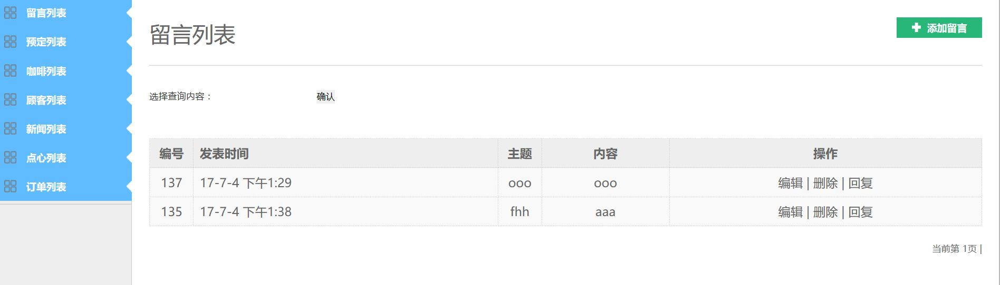 留言列表
预定列表
咖啡列表
顾客列表
新闻列表
点心列表
订单列表
留言列表
添加留言
选择查询内容： 确认
编号 发表时间 主题 内容 操作
137 17-7-4 下午1:29 ooo ooo 编辑 | 删除 | 回复
135 17-7-4 下午1:38 fhh aaa 编辑 | 删除 | 回复
当前第 1页 |